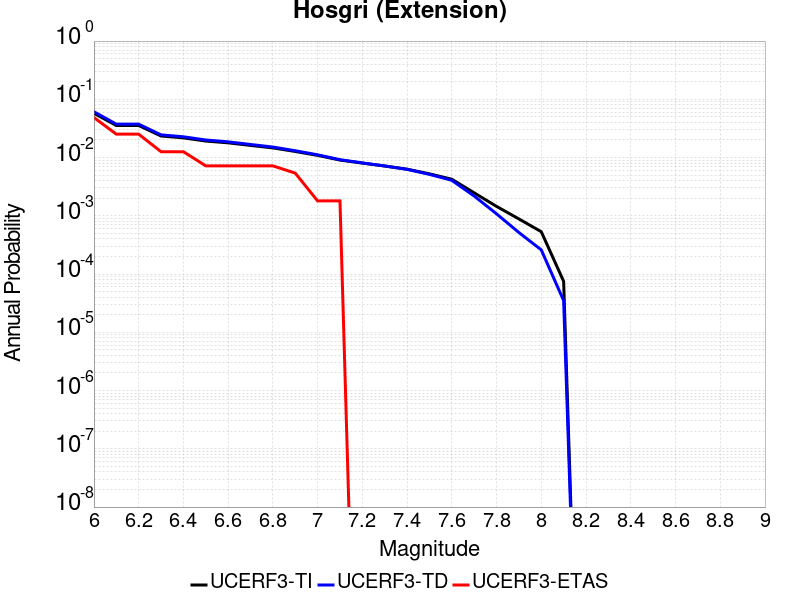 Hosgri (Extension)
10^0
10^-1
10^-2
10^-3
10^-4
10^-5
10^-6
10^-7
10^-8
Annual Probability
6 6.2 6.4 6.6 6.8 7 7.2 7.4 7.6 7.8 8 8.2 8.4 8.6 8.8 9
Magnitude
UCERF3-TI UCERF3-TD UCERF3-ETAS